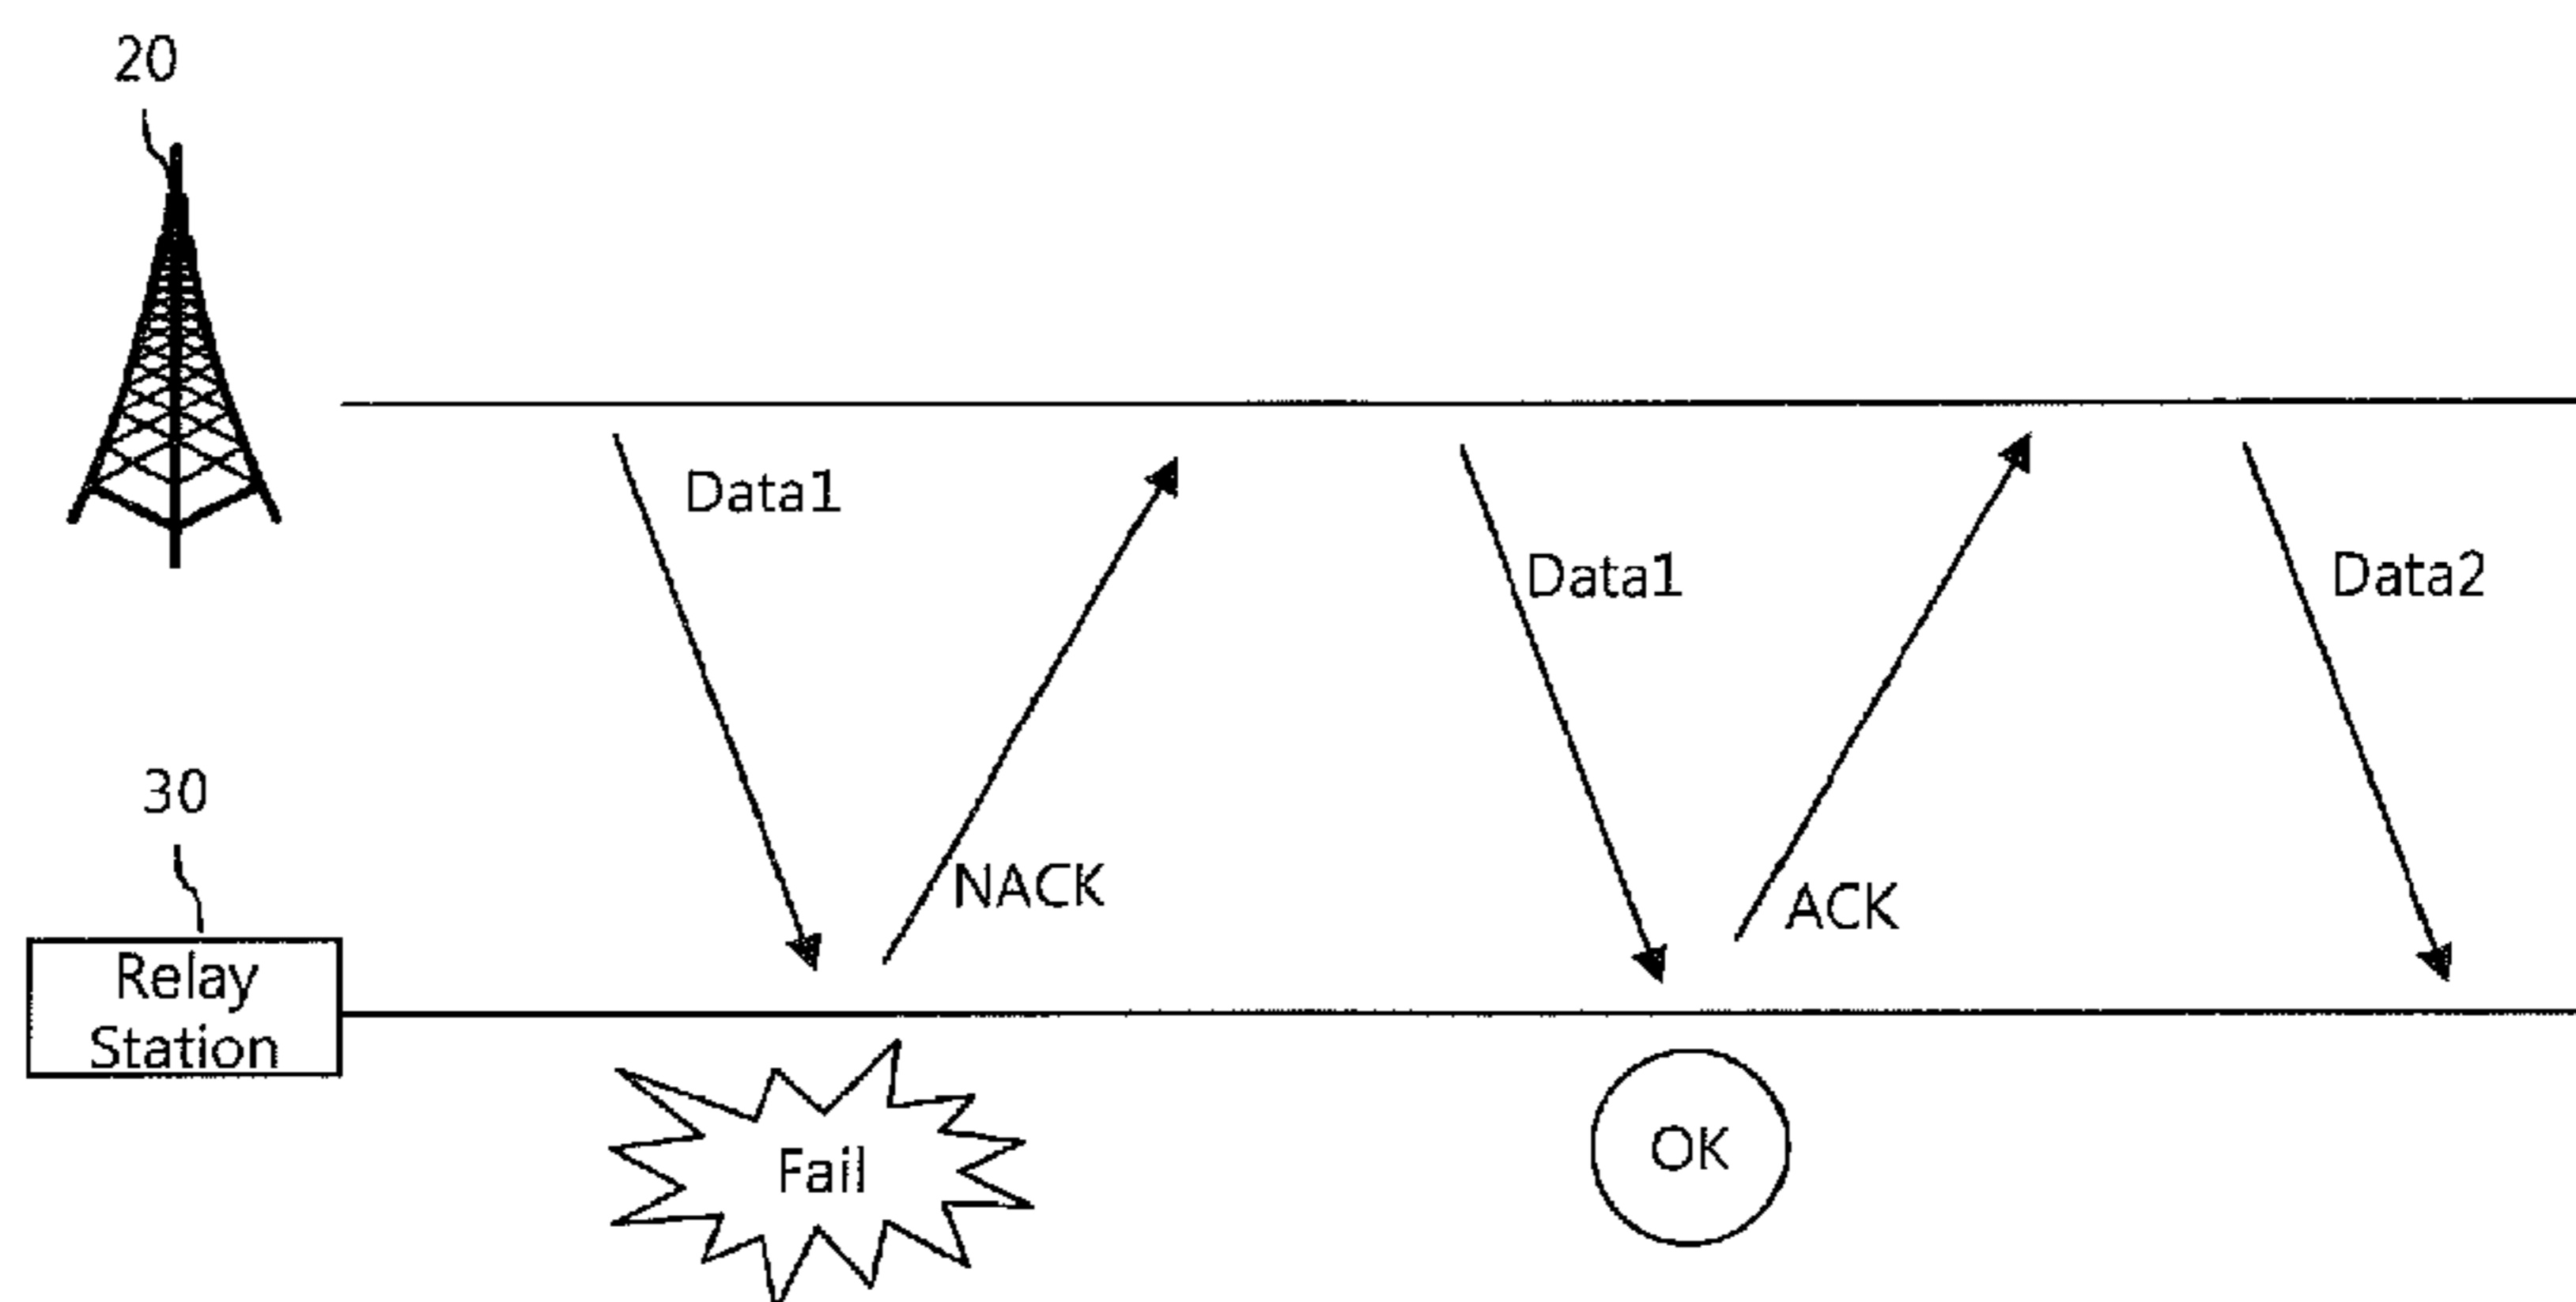 20
Data1
Data1
Data2
30
NACK
ACK
Relay
Station
Fail
OK